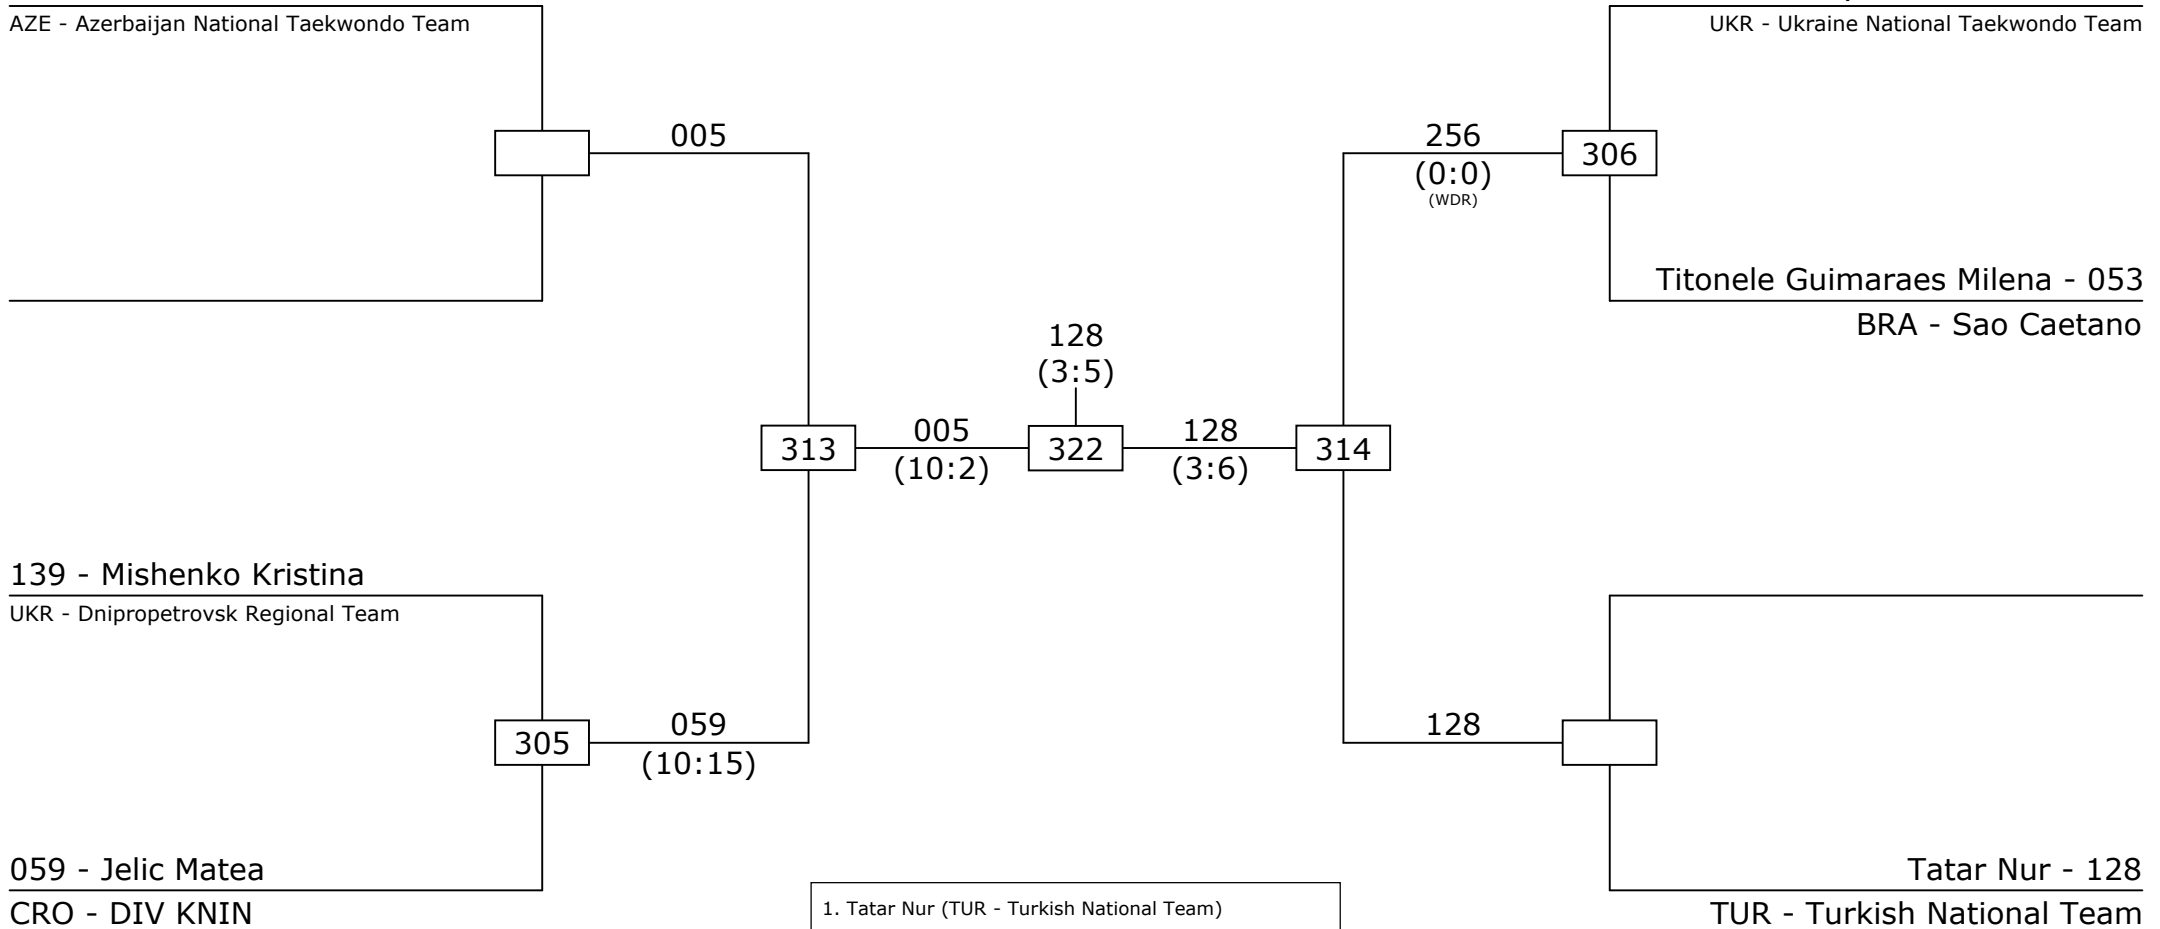 AZE - Azerbaijan National Taekwondo Team
UKR - Ukraine National Taekwondo Team
005
256
306
(0:0)
(WDR)
Titonele Guimaraes Milena - 053
BRA - Sao Caetano
128
(3:5)
313
005
(10:2)
322
128
(3:6)
314
139 - Mishenko Kristina
UKR - Dnipropetrovsk Regional Team
305
059
(10:15)
128
059 - Jelic Matea
CRO - DIV KNIN
Tatar Nur - 128
TUR - Turkish National Team
1. Tatar Nur (TUR - Turkish National Team)